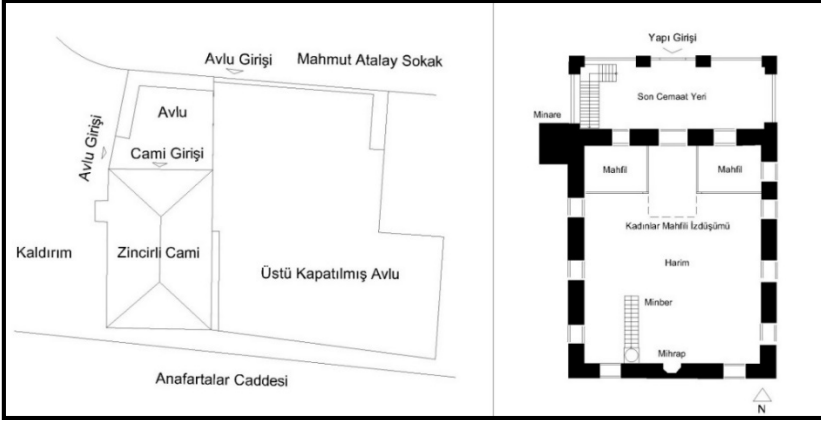 Avlu Girişi
Mahmut Atalay Sokak
Avlu
Avlu Girişi
Cami Girişi
Kaldırım
Zincirli Cami
Üstü Kapatılmış Avlu
Anafartalar Caddesi
Yapı Girişi
Son Cemaat Yeri
Minare
Mahfil
Mahfil
Kadınlar Mahfili İzdüşümü
Harim
Minber
Mihrap
N